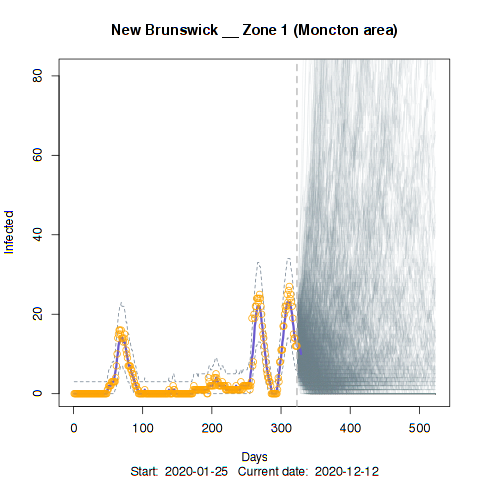 New Brunswick __ Zone 1 (Moncton area)
80
60
40
20
0
Infected
0 100 200 300 400 500
Days
Start: 2020-01-25 Current date: 2020-12-12